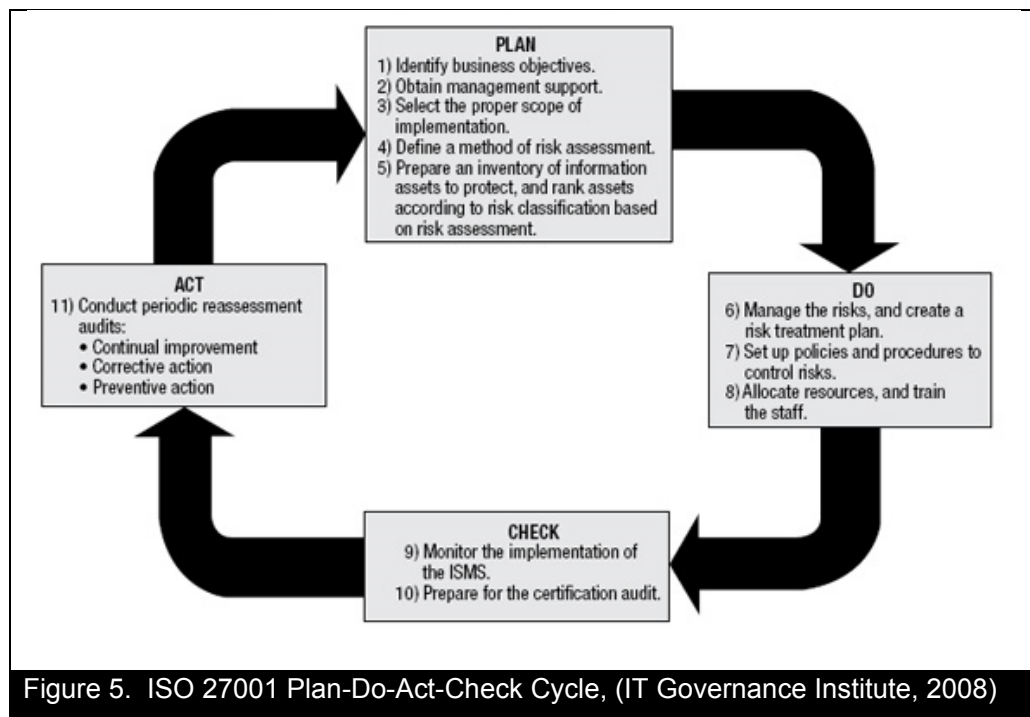 PLAN
1) Identify business objectives.
2) Obtain management support.
3) Select the proper scope of
implementation.
4) Define a method of risk assessment.
5) Prepare an inventory of information
assets to protect, and rank assets
according to risk classification based
on risk assessment.
DO
6) Manage the risks, and create a
risk treatment plan.
7) Set up policies and procedures to
control risks.
8) Allocate resources, and train
the staff.
CHECK
9) Monitor the implementation of
the ISMS.
10) Prepare for the certification audit.
ACT
11) Conduct periodic reassessment
audits:
• Continual improvement
• Corrective action
• Preventive action
Figure 5. ISO 27001 Plan-Do-Act-Check Cycle, (IT Governance Institute, 2008)